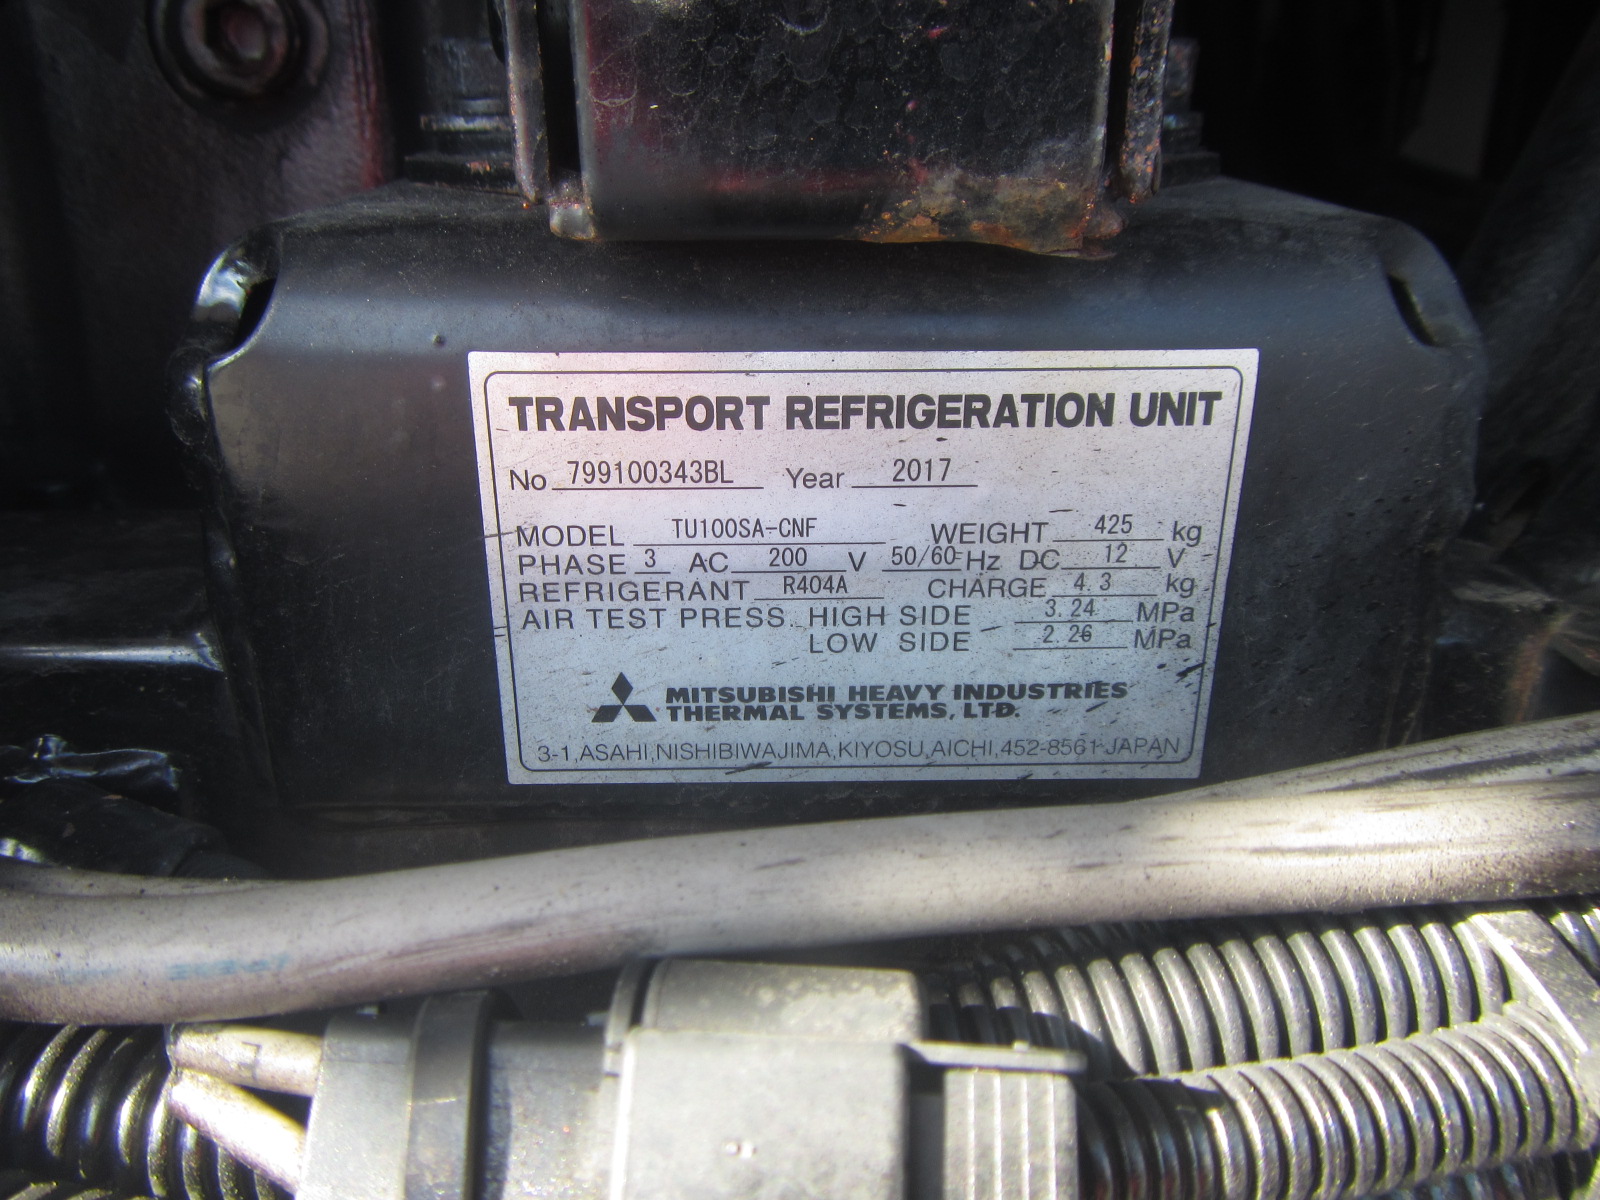 TRANSPORT REFRIGERATION UNIT
No 799100343BL Year 2017
MODEL TU100SA-CNF WEIGHT 425 kg
PHASE 3 AC 200 V 50/60 Hz DC 12 V
REFRIGERANT R404A CHARGE 4.3 kg
AIR TEST PRESS. HIGH SIDE 3.24 MPa
LOW SIDE 2.26 MPa
MITSUBISHI HEAVY INDUSTRIES
THERMAL SYSTEMS, LTD.
3-1,ASAHI,NISHIBIWAJIMA,KIYOSU,AICHI,452-8561 JAPAN